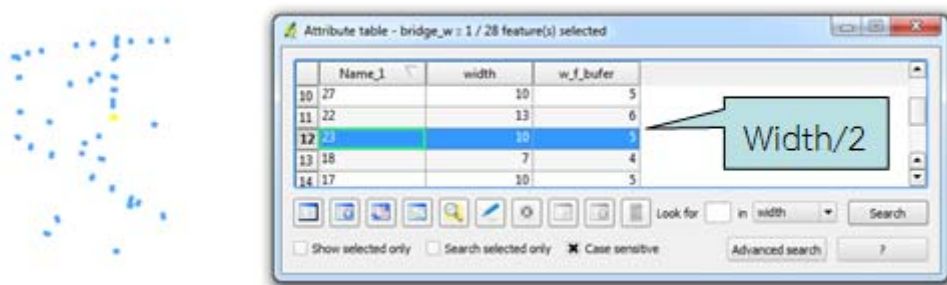 Attribute table - bridge_w :: 1 / 28 feature(s) selected
Name_1 width w_f_bufer
10 27 10 5
11 22 13 6
12 23 10 5
13 18 7 4
14 17 10 5
Width/2
Look for in width Search
Show selected only Search selected only Case sensitive Advanced search ?